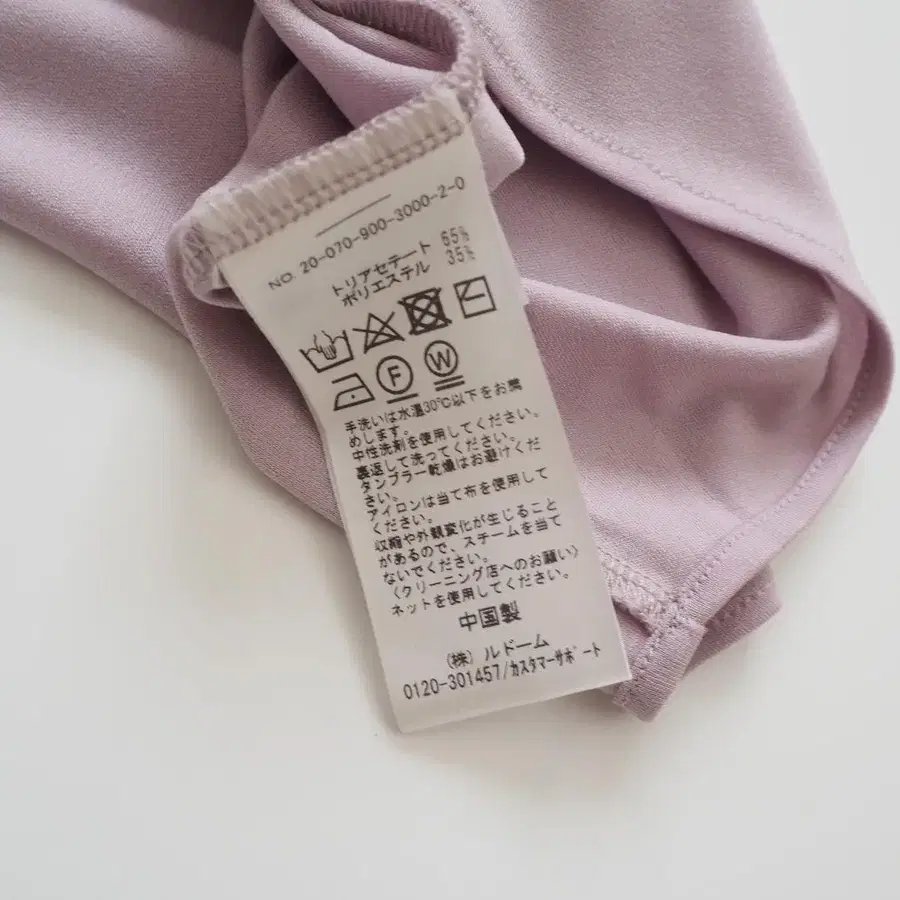 NO. 20-070-900-3000-2-0
トリアセテート 65%
ポリエステル 35%
F W
手洗いは水温30℃以下をお薦
めします。
中性洗剤を使用してください。
裏返して洗ってください。
タンブラー乾燥はお避けくだ
さい。
アイロンは当て布を使用して
ください。
収縮や外観変化が生じること
があるので、スチームを当て
ないでください。
〈クリーニング店へのお願い〉
ネットを使用してください。
中国製
(株) ルドーム
0120-301457/カスタマーサポート